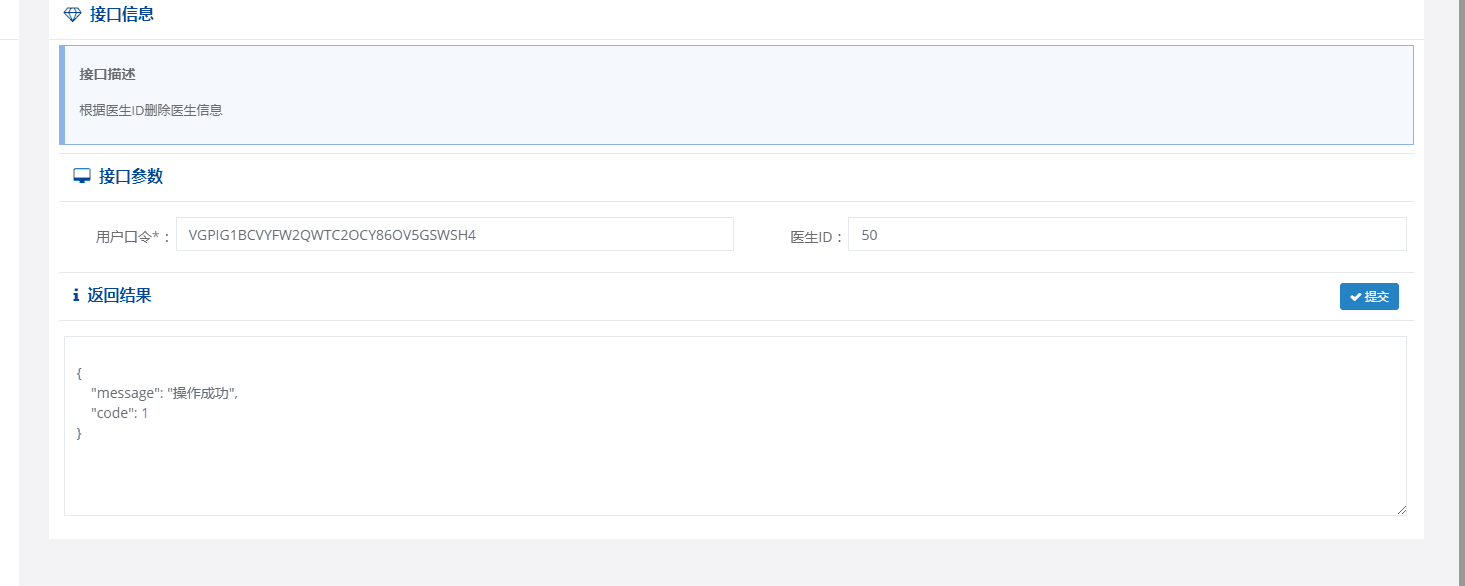 接口信息
接口描述
根据医生ID删除医生信息
接口参数
用户口令*： VGPIG1BCVYFW2QWTC2OCY86OV5GSWSH4 医生ID： 50
返回结果 提交
{
"message": "操作成功",
"code": 1
}